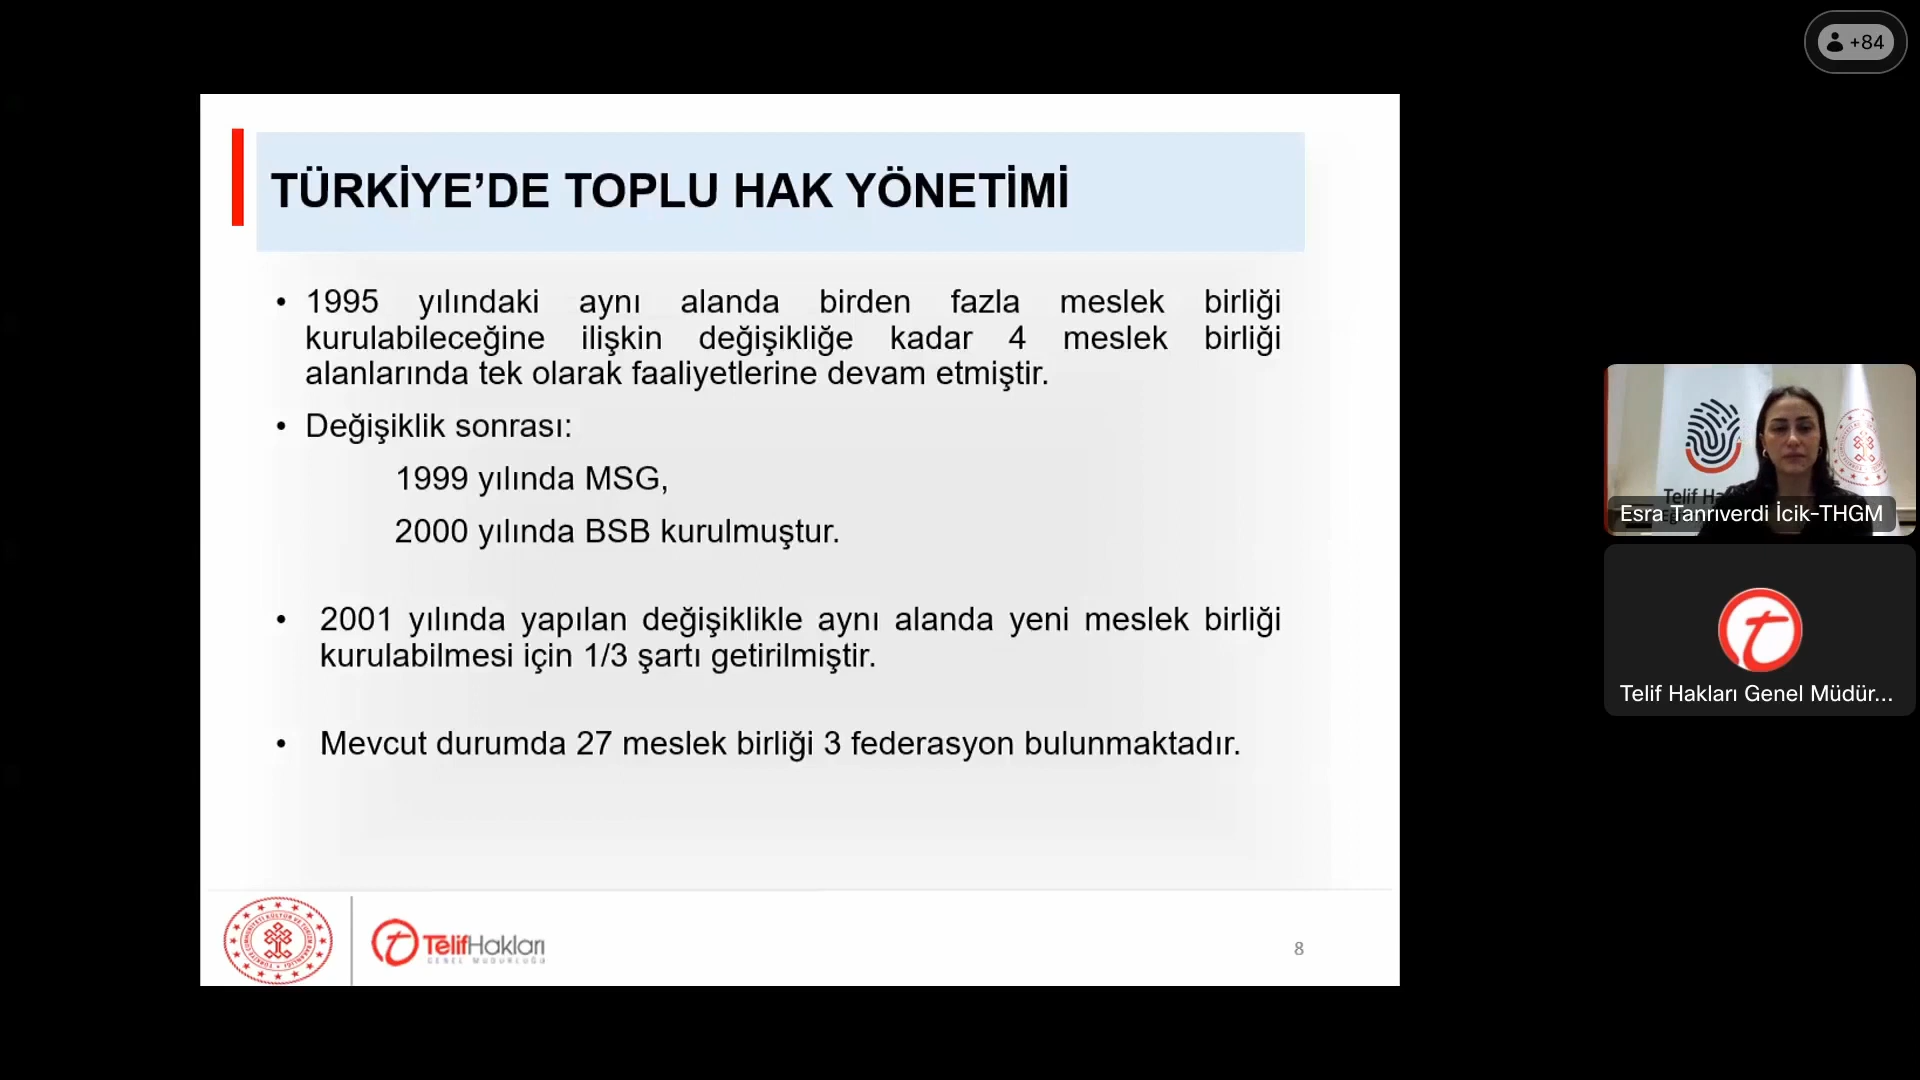 +84
TÜRKİYE’DE TOPLU HAK YÖNETİMİ
• 1995 yılındaki aynı alanda birden fazla meslek birliği
kurulabileceğine ilişkin değişikliğe kadar 4 meslek birliği
alanlarında tek olarak faaliyetlerine devam etmiştir.
• Değişiklik sonrası:
1999 yılında MSG,
2000 yılında BSB kurulmuştur.
• 2001 yılında yapılan değişiklikle aynı alanda yeni meslek birliği
kurulabilmesi için 1/3 şartı getirilmiştir.
• Mevcut durumda 27 meslek birliği 3 federasyon bulunmaktadır.
TelifHakları
GENEL MÜDÜRLÜĞÜ
8
Telif
Esra Tanrıverdi İcik-THGM
Telif Hakları Genel Müdür...